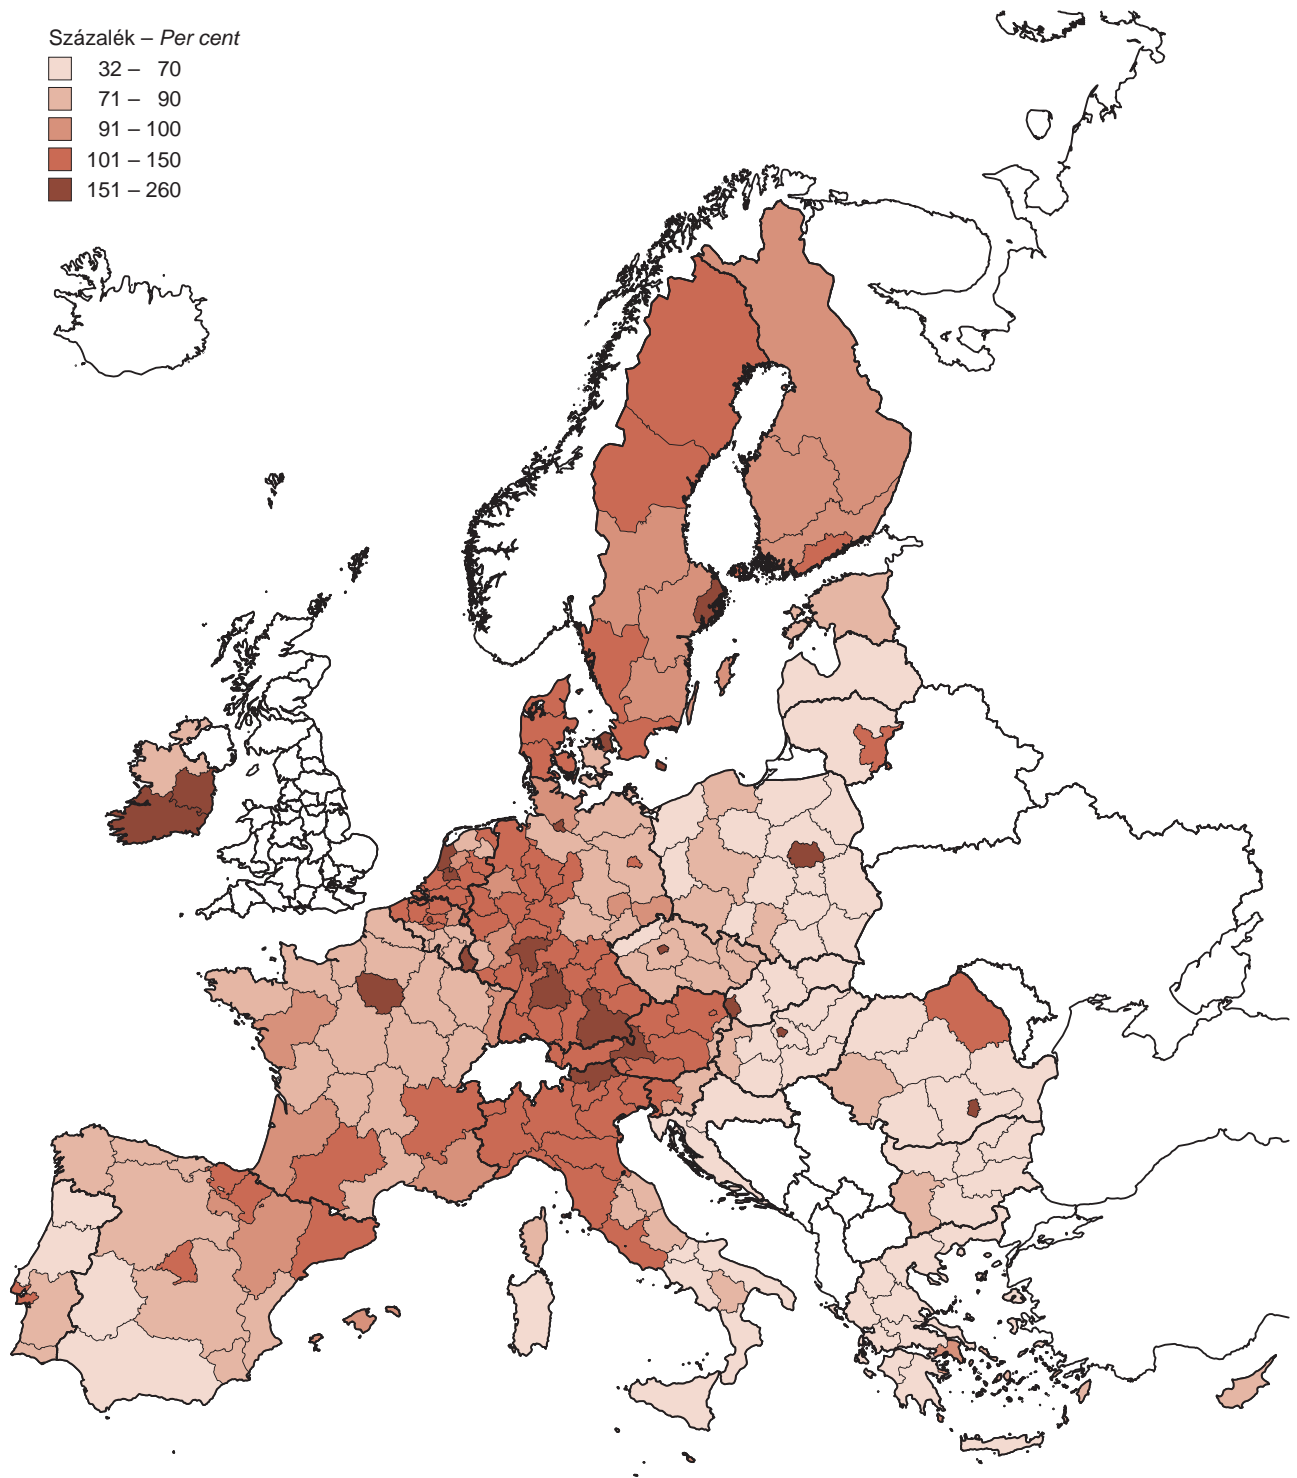 Százalék – Per cent
32 – 70
71 – 90
91 – 100
101 – 150
151 – 260